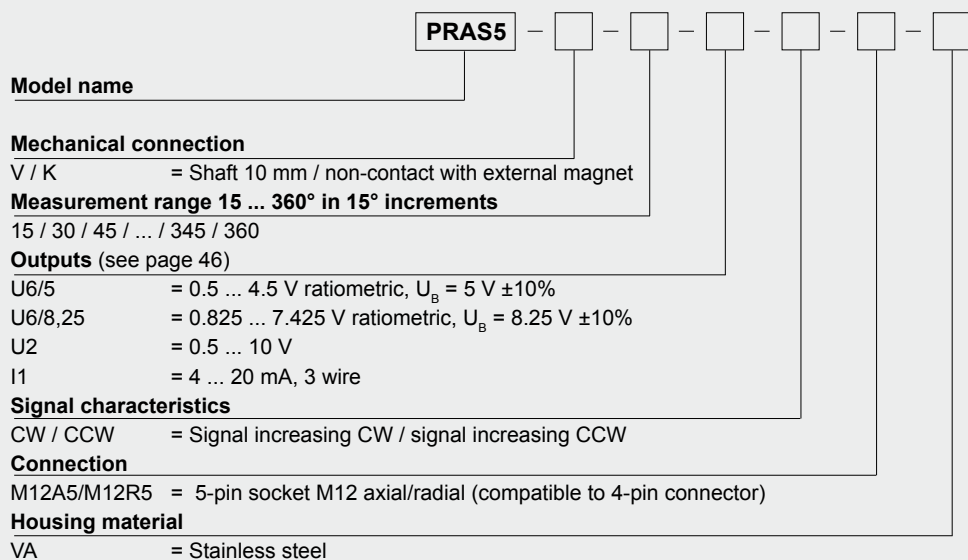 PRAS5 – – – – – –
Model name
Mechanical connection
V / K = Shaft 10 mm / non-contact with external magnet
Measurement range 15 ... 360° in 15° increments
15 / 30 / 45 / ... / 345 / 360
Outputs (see page 46)
U6/5 = 0.5 ... 4.5 V ratiometric, U_B = 5 V ±10%
U6/8,25 = 0.825 ... 7.425 V ratiometric, U_B = 8.25 V ±10%
U2 = 0.5 ... 10 V
I1 = 4 ... 20 mA, 3 wire
Signal characteristics
CW / CCW = Signal increasing CW / signal increasing CCW
Connection
M12A5/M12R5 = 5-pin socket M12 axial/radial (compatible to 4-pin connector)
Housing material
VA = Stainless steel